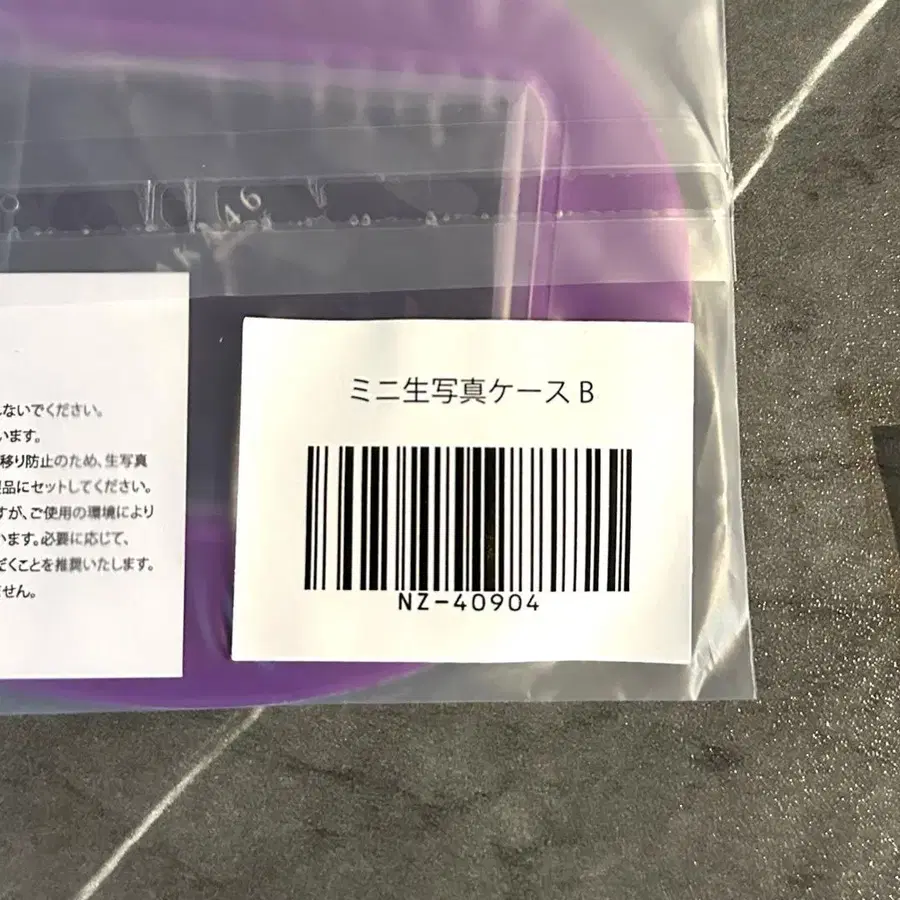 46
ないでください。
います。
移り防止のため、生写真
品にセットしてください。
すが、ご使用の環境により
います。必要に応じて、
だくことを推奨いたします。
せん。
ミニ生写真ケース B
NZ-40904